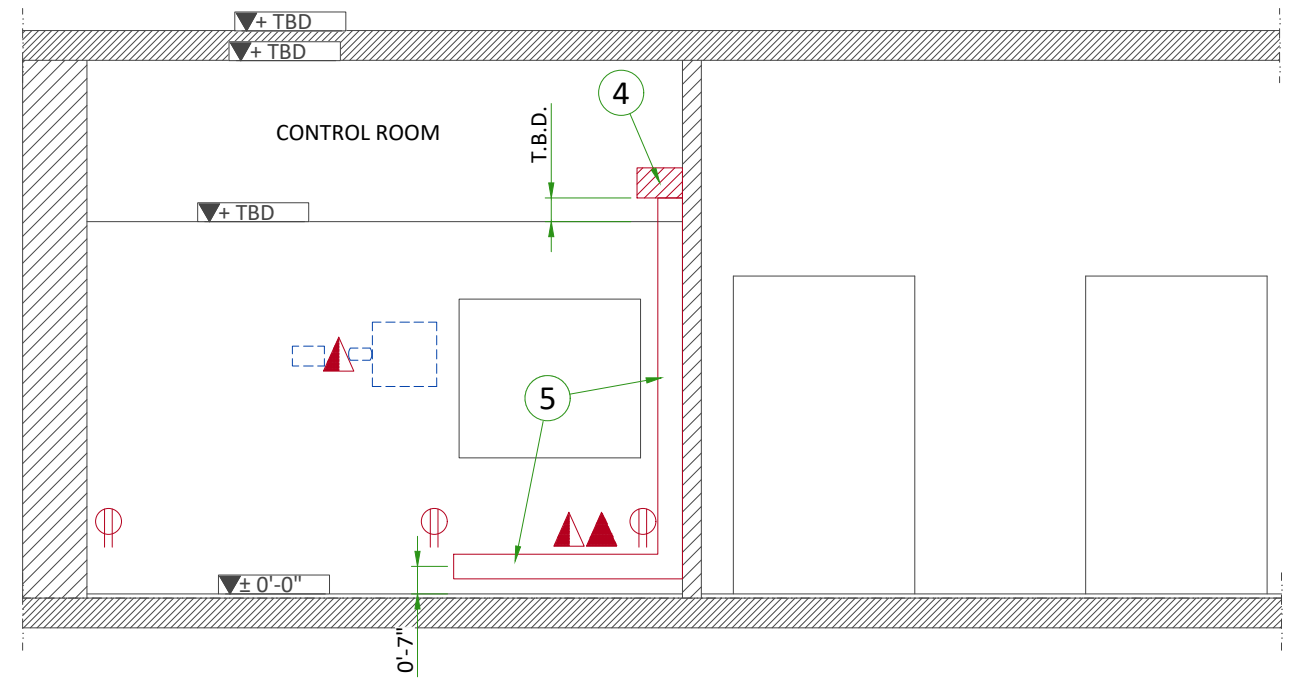 + TBD
+ TBD
4
T.B.D.
CONTROL ROOM
+ TBD
5
± 0'-0"
0'-7"